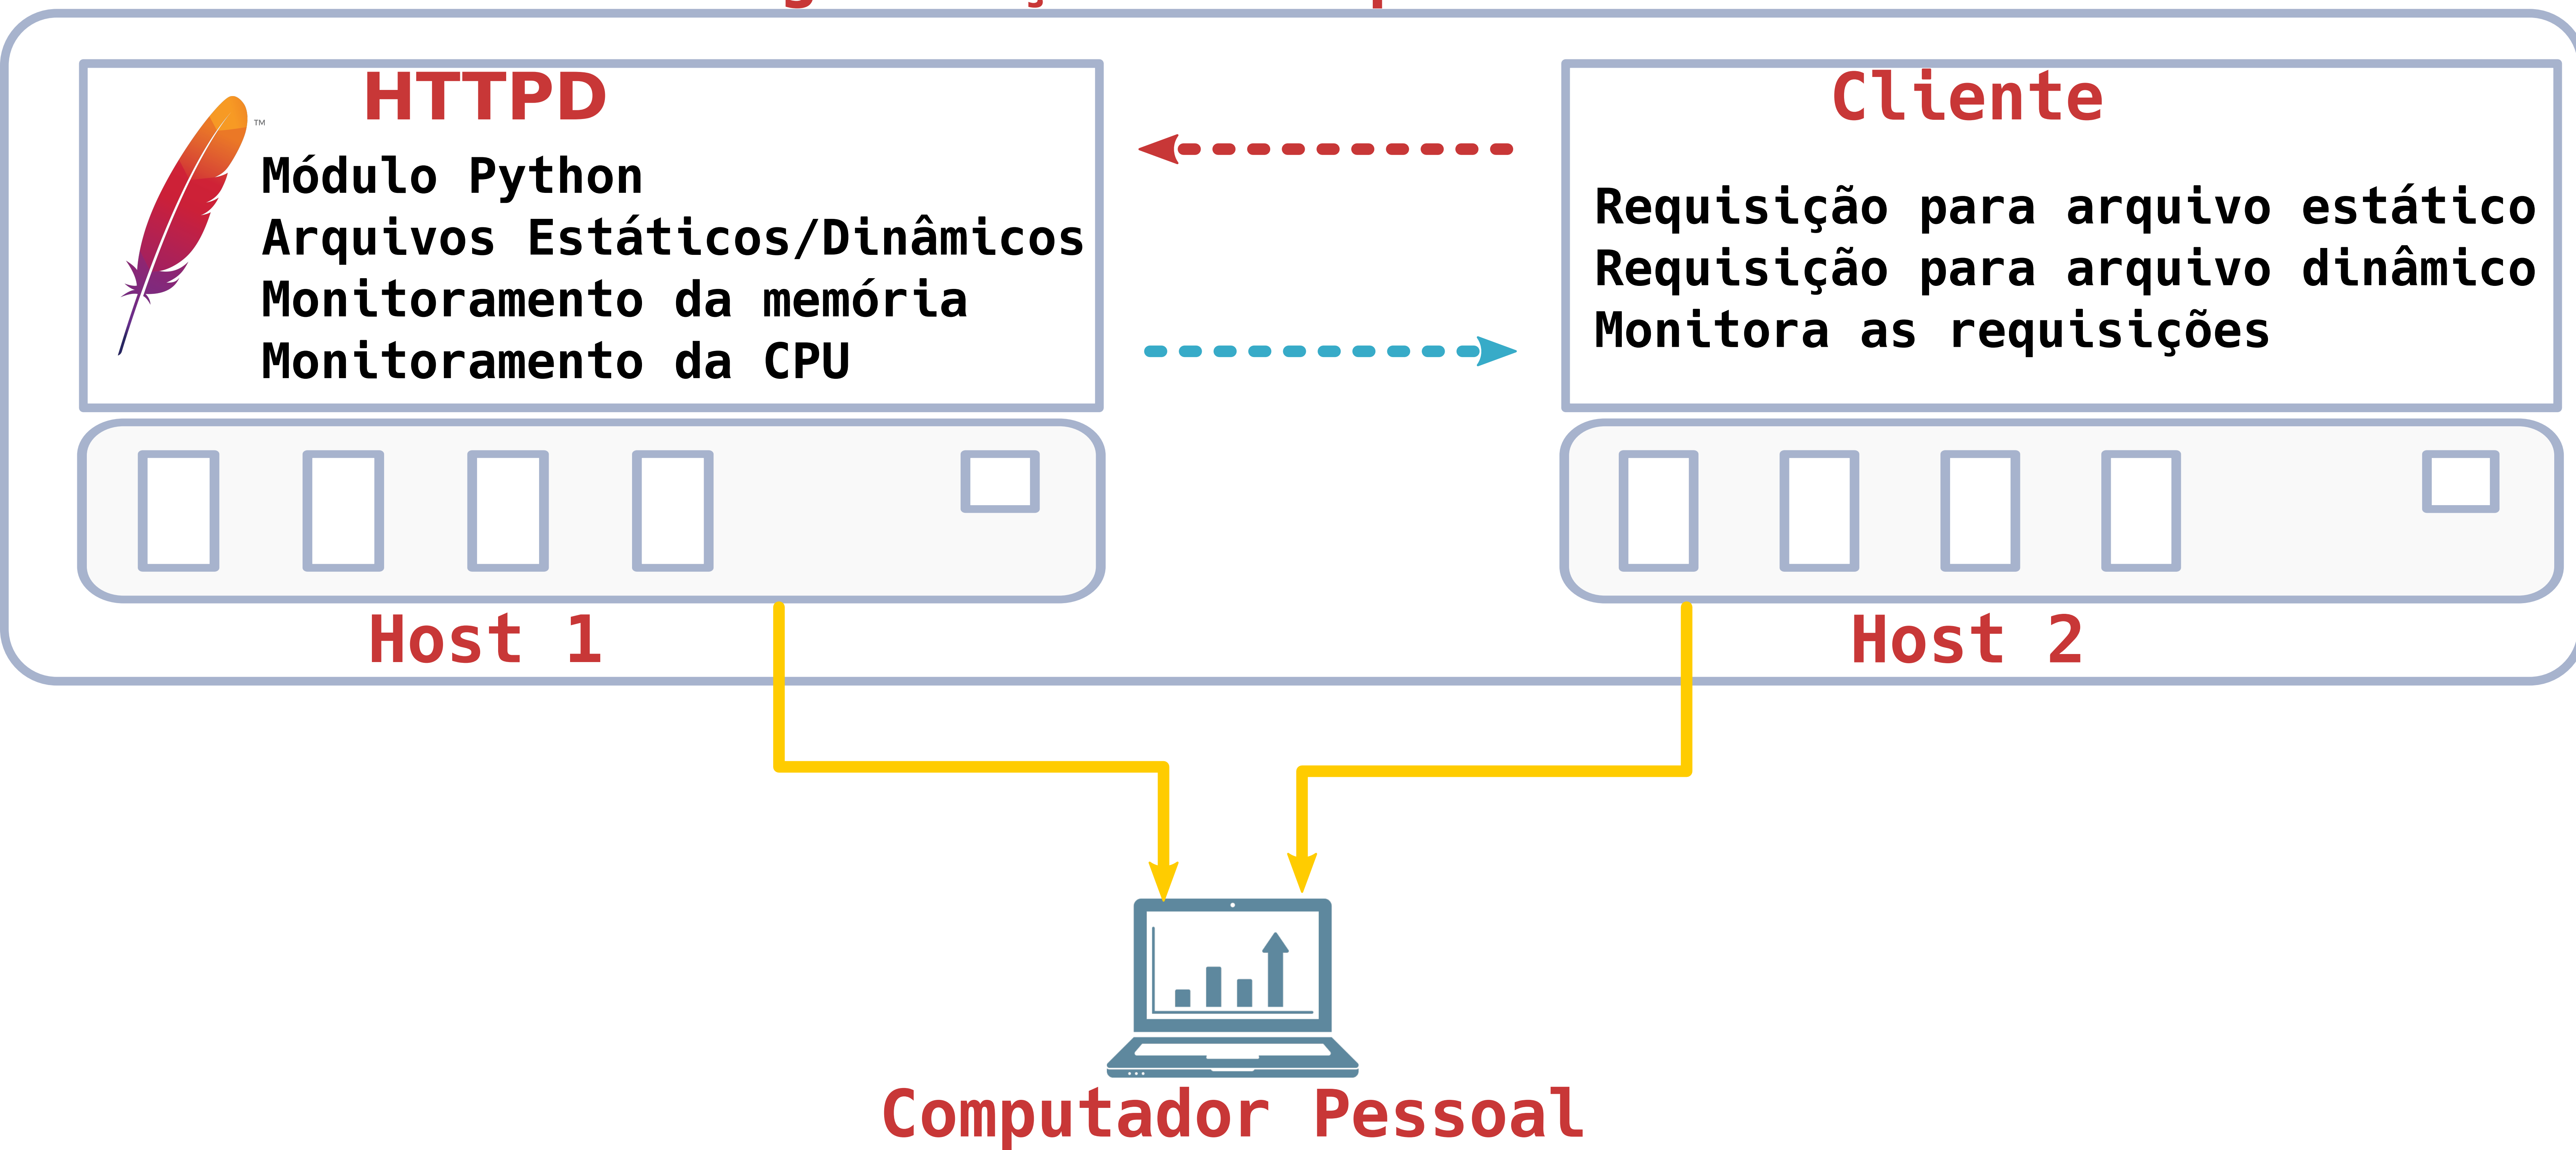 HTTPD
™
Módulo Python
Arquivos Estáticos/Dinâmicos
Monitoramento da memória
Monitoramento da CPU
Cliente
Requisição para arquivo estático
Requisição para arquivo dinâmico
Monitora as requisições
Host 1
Host 2
Computador Pessoal